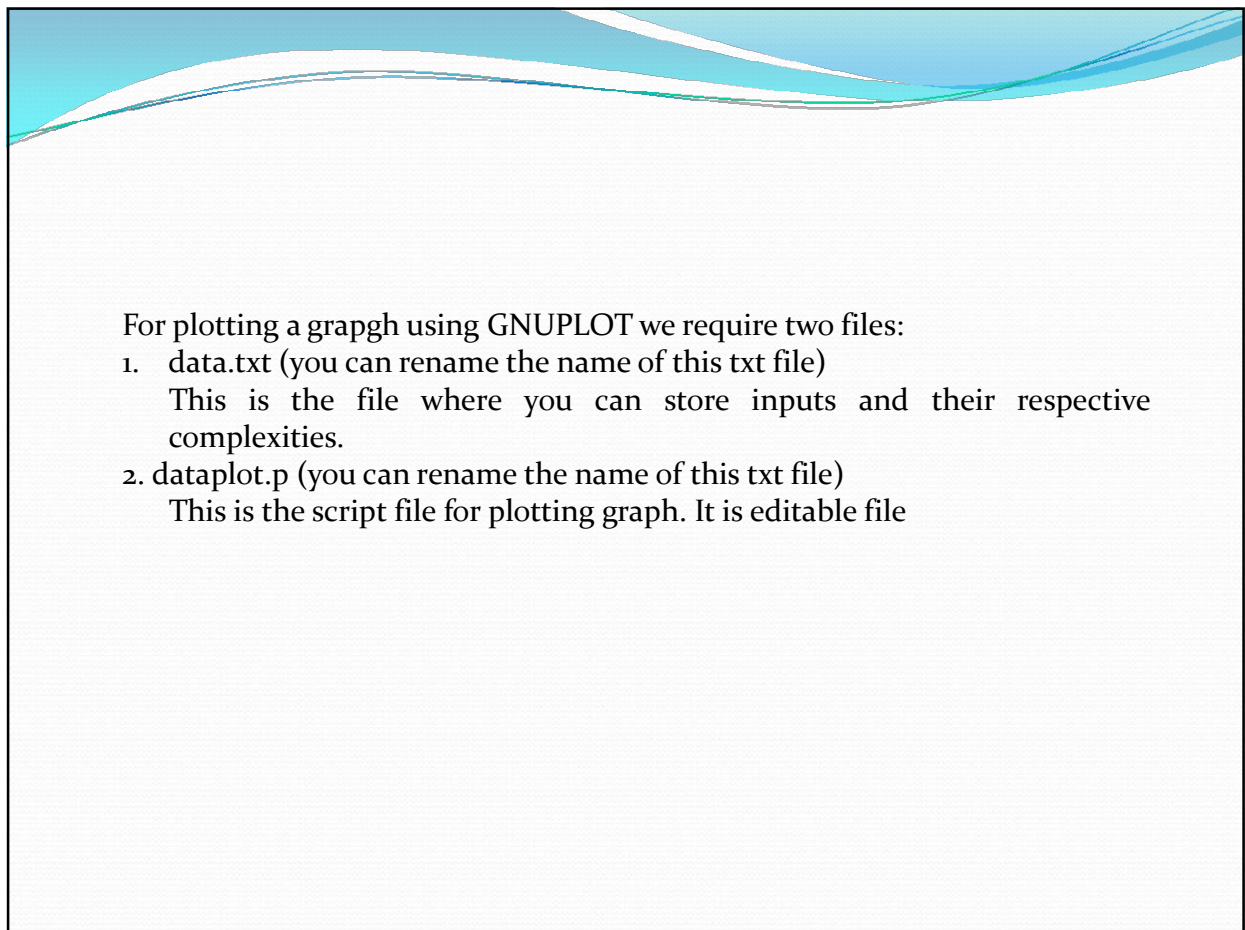 For plotting a grapgh using GNUPLOT we require two files:
1. data.txt (you can rename the name of this txt file)
This is the file where you can store inputs and their respective
complexities.
2. dataplot.p (you can rename the name of this txt file)
This is the script file for plotting graph. It is editable file